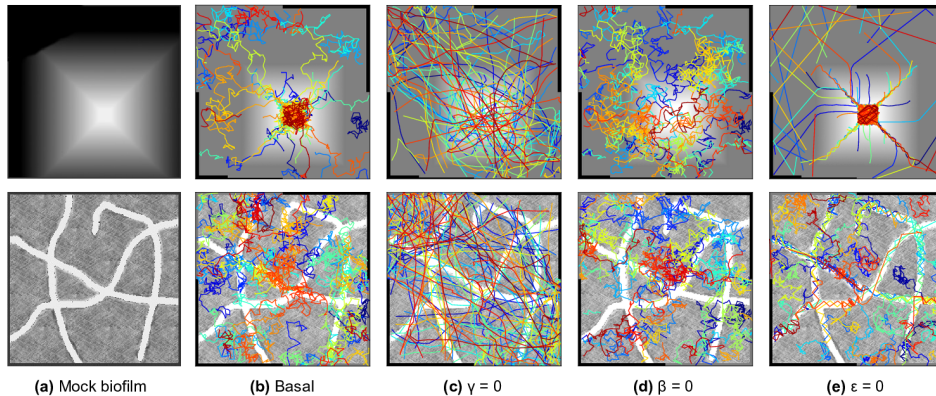 (a) Mock biofilm
(b) Basal
(c) γ = 0
(d) β = 0
(e) ε = 0